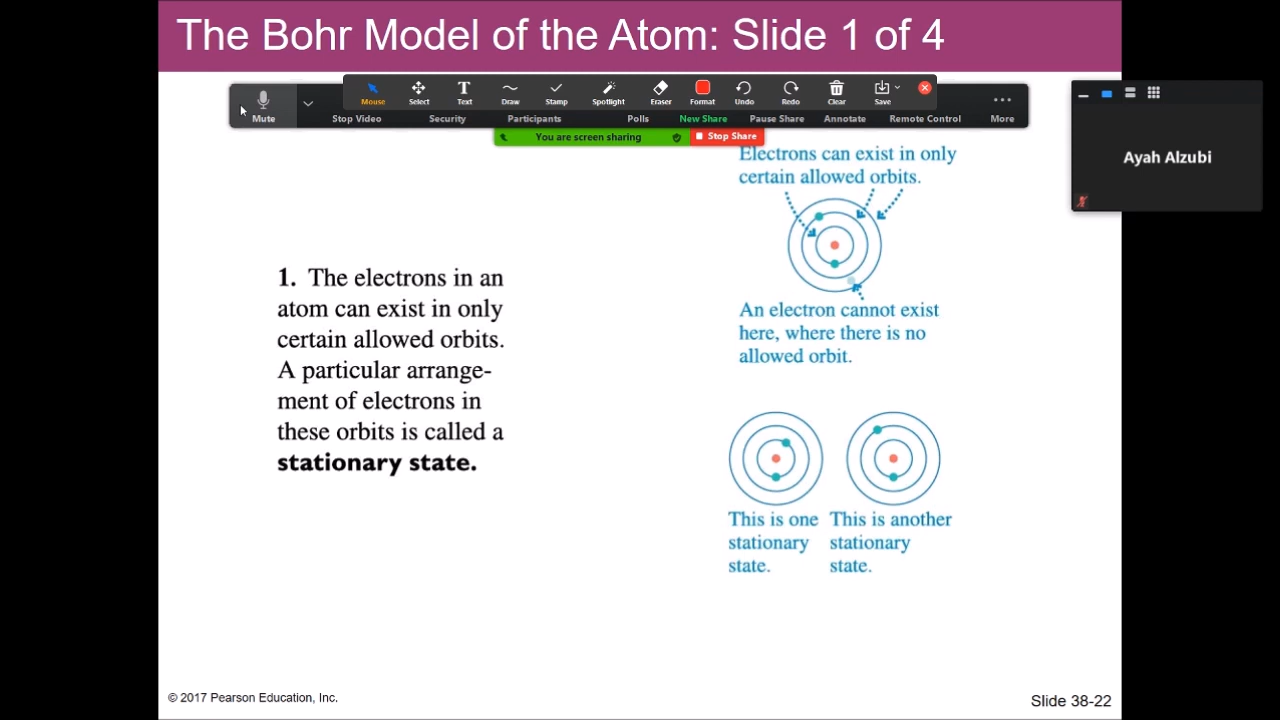 The Bohr Model of the Atom: Slide 1 of 4
Mouse Select Text Draw Stamp Spotlight Eraser Format Undo Redo Clear Save
Mute Stop Video Security Participants Polls New Share Pause Share Annotate Remote Control More
You are screen sharing Stop Share
Ayah Alzubi
Electrons can exist in only
certain allowed orbits.
An electron cannot exist
here, where there is no
allowed orbit.
1. The electrons in an
atom can exist in only
certain allowed orbits.
A particular arrange-
ment of electrons in
these orbits is called a
stationary state.
This is one
stationary
state.
This is another
stationary
state.
© 2017 Pearson Education, Inc.
Slide 38-22